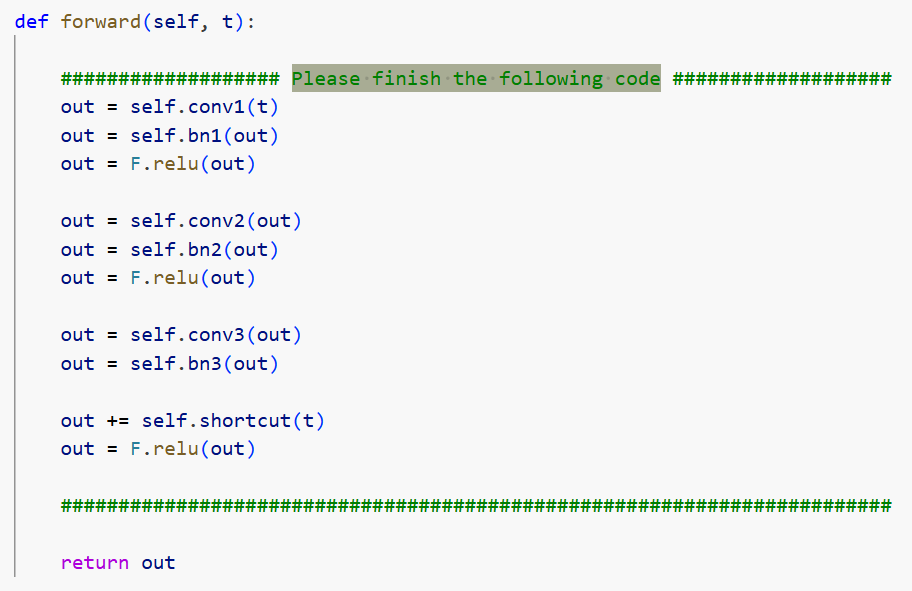 def forward(self, t):
################### Please finish the following code ###################
out = self.conv1(t)
out = self.bn1(out)
out = F.relu(out)
out = self.conv2(out)
out = self.bn2(out)
out = F.relu(out)
out = self.conv3(out)
out = self.bn3(out)
out += self.shortcut(t)
out = F.relu(out)
########################################################################
return out